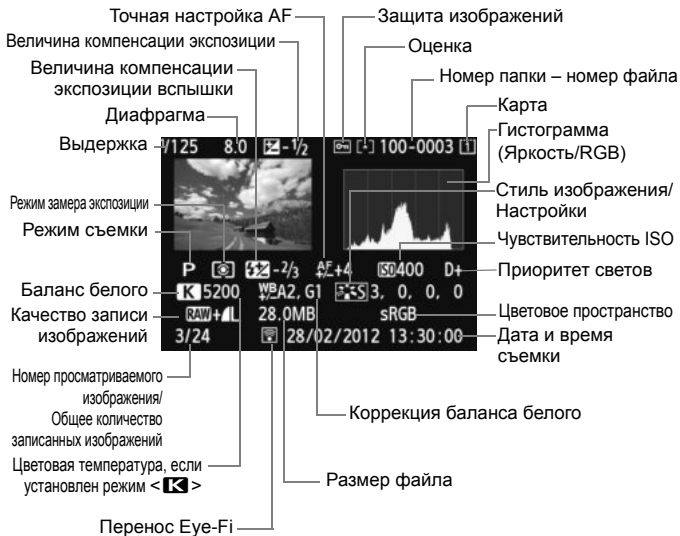 Точная настройка AF
Защита изображений
Величина компенсации экспозиции
Оценка
Величина компенсации
экспозиции вспышки
Номер папки – номер файла
Диафрагма
Карта
Выдержка
Гистограмма
(Яркость/RGB)
/125 8.0 -1/2 100-0003 1
Режим замера экспозиции
Стиль изображения/
Настройки
Режим съемки
Чувствительность ISO
P -2/3 AF+4 ISO400 D+
Приоритет светов
Баланс белого
K 5200 WB A2, G1 S 3, 0, 0, 0
Качество записи
изображений
RAW+L 28.0MB sRGB
Цветовое пространство
3/24 28/02/2012 13:30:00
Дата и время
съемки
Номер просматриваемого
изображения/
Общее количество
записанных изображений
Коррекция баланса белого
Цветовая температура, если
установлен режим < K >
Размер файла
Перенос Eye-Fi